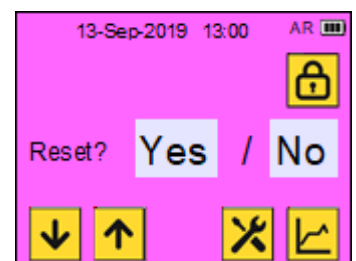 13-Sep-2019 13:00 AR
Reset? Yes / No